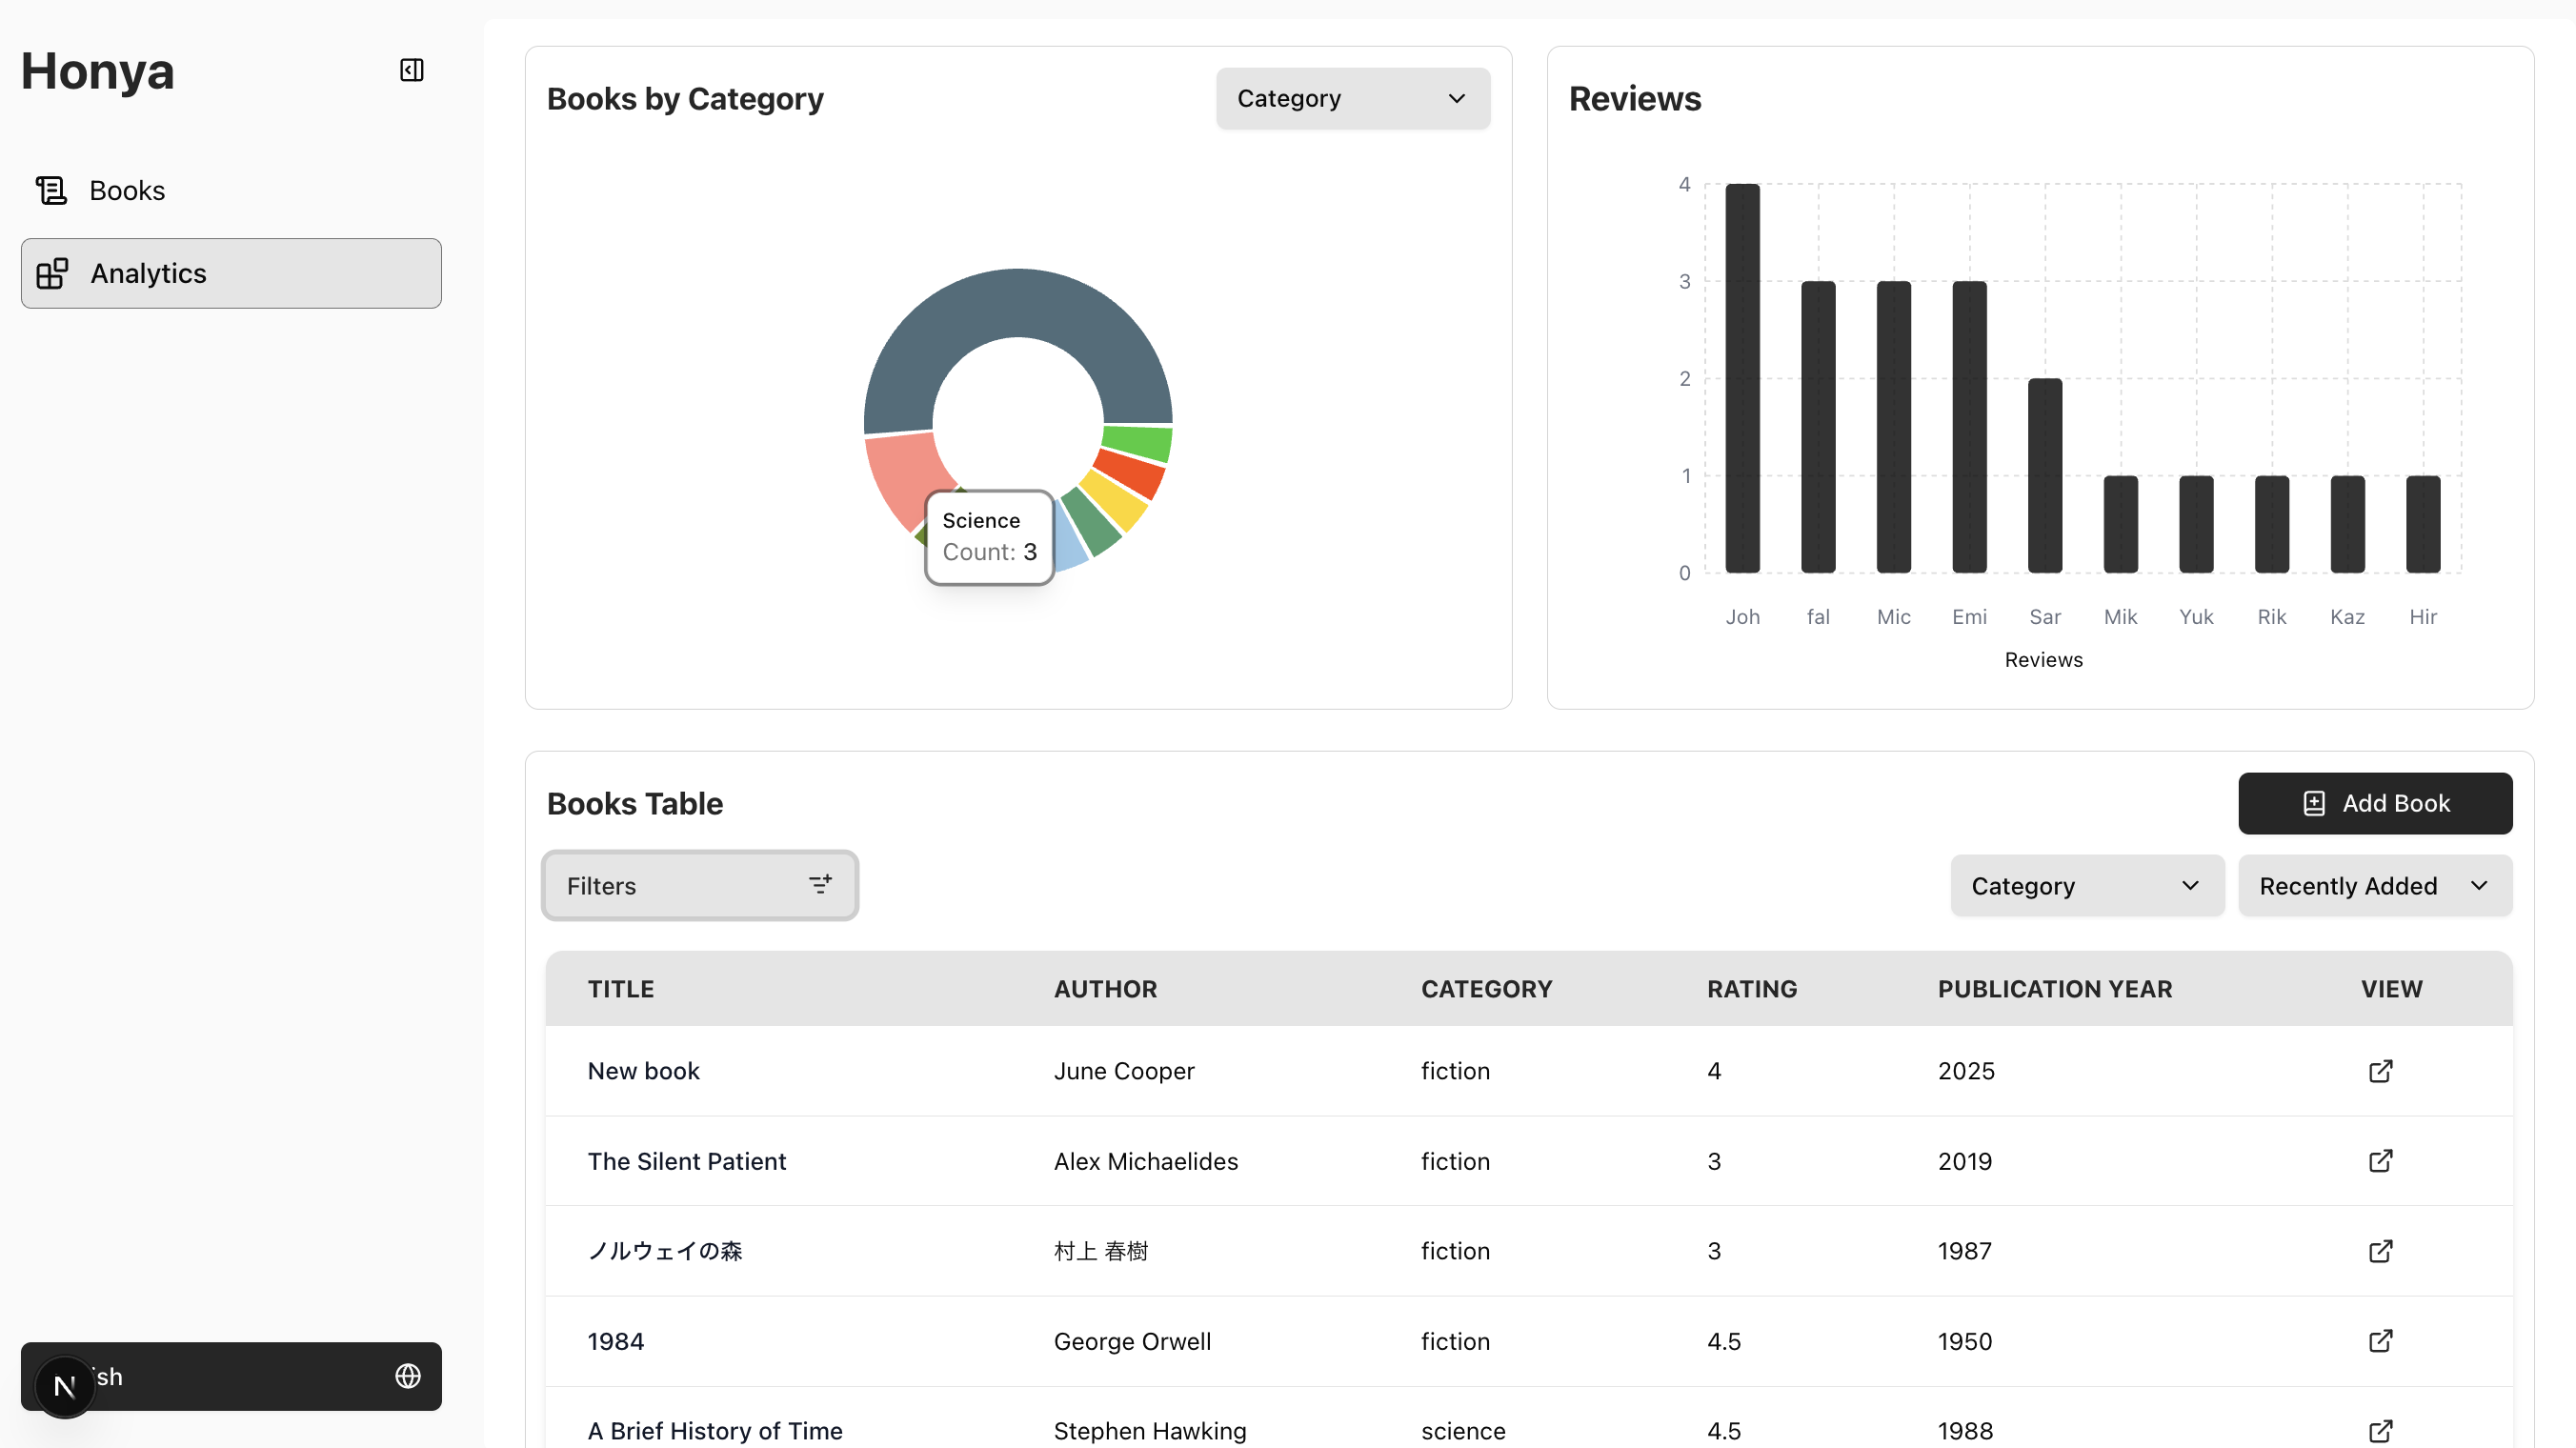 Honya
Books
Analytics
Books by Category
Category
Science
Count: 3
Reviews
4
3
2
1
0
Joh fal Mic Emi Sar Mik Yuk Rik Kaz Hir
Reviews
Books Table
Add Book
Filters
Category
Recently Added
TITLE AUTHOR CATEGORY RATING PUBLICATION YEAR VIEW
New book June Cooper fiction 4 2025
The Silent Patient Alex Michaelides fiction 3 2019
ノルウェイの森 村上 春樹 fiction 3 1987
1984 George Orwell fiction 4.5 1950
A Brief History of Time Stephen Hawking science 4.5 1988
N
ish